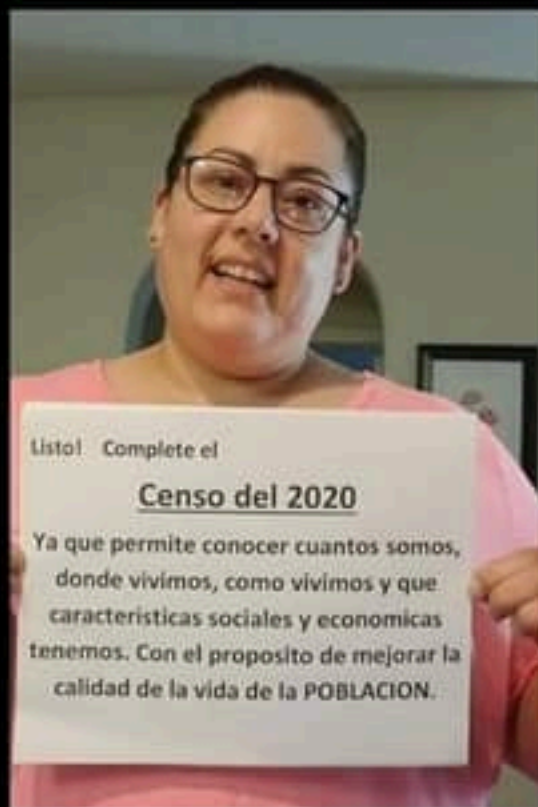 Listo! Complete el
Censo del 2020
Ya que permite conocer cuantos somos,
donde vivimos, como vivimos y que
caracteristicas sociales y economicas
tenemos. Con el proposito de mejorar la
calidad de la vida de la POBLACION.